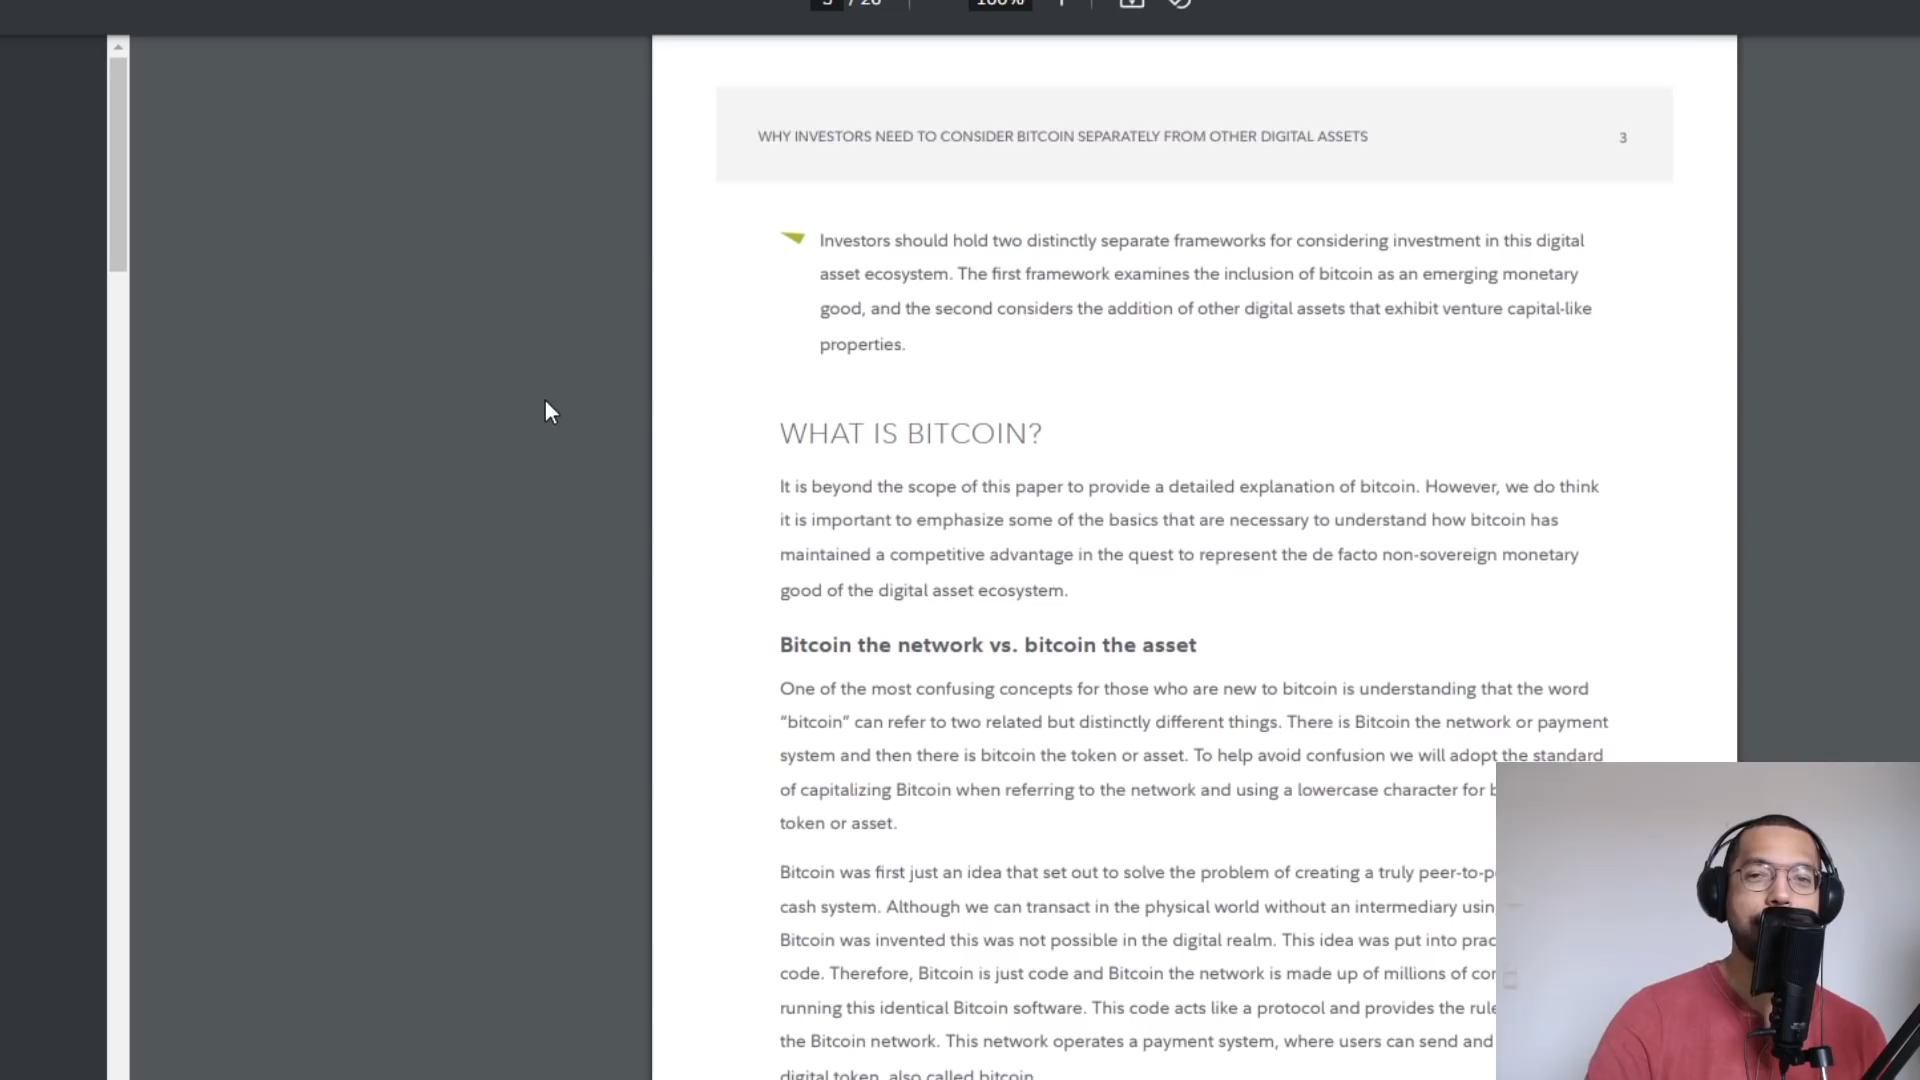 / 26
100%
WHY INVESTORS NEED TO CONSIDER BITCOIN SEPARATELY FROM OTHER DIGITAL ASSETS 3
Investors should hold two distinctly separate frameworks for considering investment in this digital
asset ecosystem. The first framework examines the inclusion of bitcoin as an emerging monetary
good, and the second considers the addition of other digital assets that exhibit venture capital-like
properties.
WHAT IS BITCOIN?
It is beyond the scope of this paper to provide a detailed explanation of bitcoin. However, we do think
it is important to emphasize some of the basics that are necessary to understand how bitcoin has
maintained a competitive advantage in the quest to represent the de facto non-sovereign monetary
good of the digital asset ecosystem.
Bitcoin the network vs. bitcoin the asset
One of the most confusing concepts for those who are new to bitcoin is understanding that the word
“bitcoin” can refer to two related but distinctly different things. There is Bitcoin the network or payment
system and then there is bitcoin the token or asset. To help avoid confusion we will adopt the standard
of capitalizing Bitcoin when referring to the network and using a lowercase character for b
token or asset.
Bitcoin was first just an idea that set out to solve the problem of creating a truly peer-to-p
cash system. Although we can transact in the physical world without an intermediary usin
Bitcoin was invented this was not possible in the digital realm. This idea was put into prac
code. Therefore, Bitcoin is just code and Bitcoin the network is made up of millions of cor
running this identical Bitcoin software. This code acts like a protocol and provides the rule
the Bitcoin network. This network operates a payment system, where users can send and
digital token, also called bitcoin.